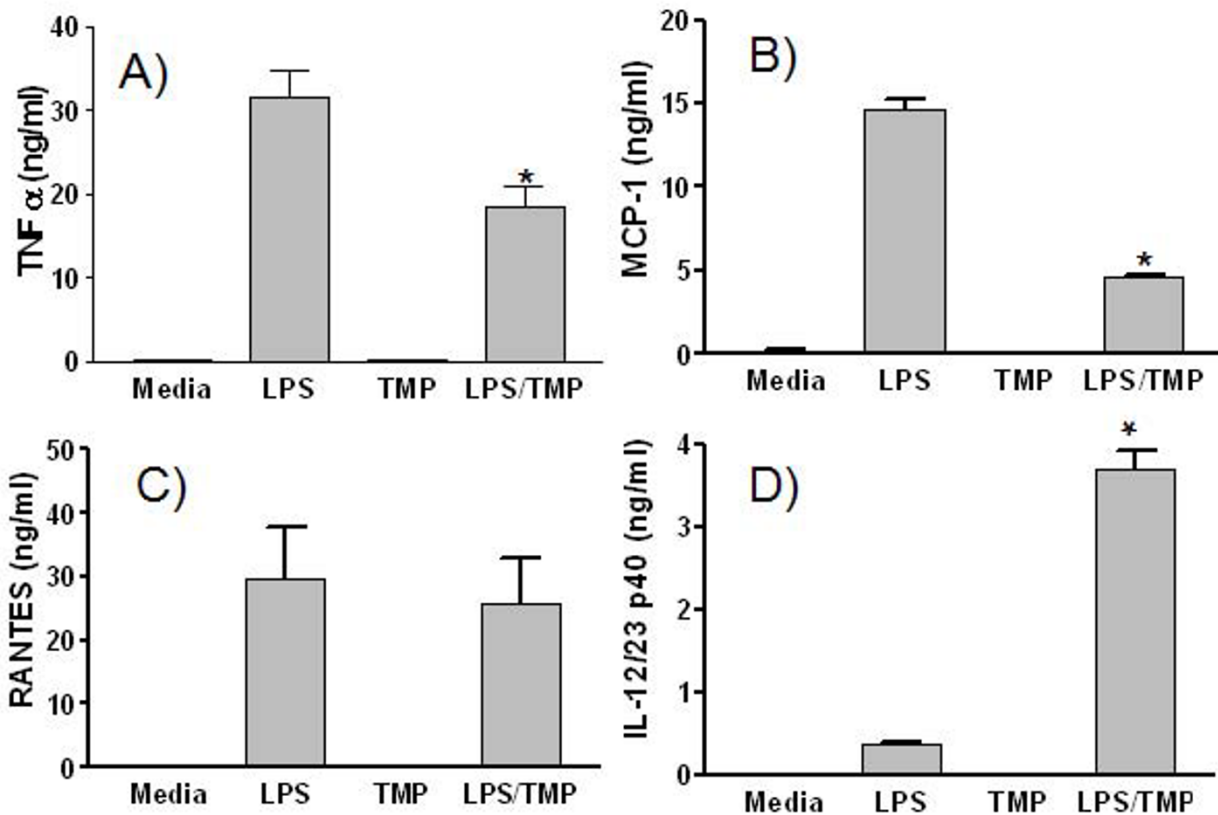 A)
TNF α (ng/ml)
40
30
20
10
0
*
Media LPS TMP LPS/TMP
B)
MCP-1 (ng/ml)
20
15
10
5
0
*
Media LPS TMP LPS/TMP
C)
RANTES (ng/ml)
50
40
30
20
10
0
Media LPS TMP LPS/TMP
D)
IL-12/23 p40 (ng/ml)
4
3
2
1
0
*
Media LPS TMP LPS/TMP